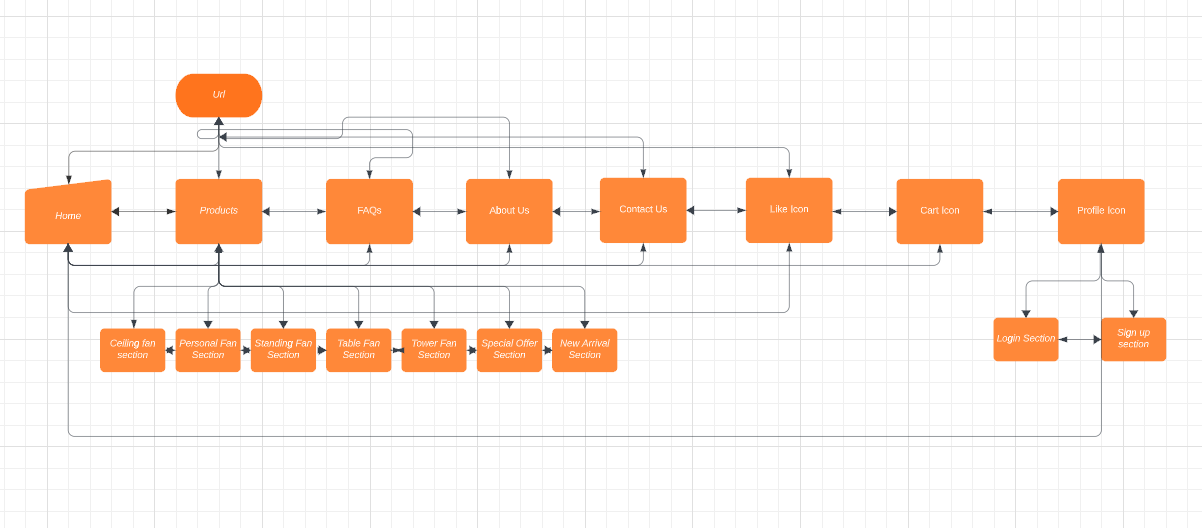 Url
Home
Products
FAQs
About Us
Contact Us
Like Icon
Cart Icon
Profile Icon
Ceiling fan
section
Personal Fan
Section
Standing Fan
Section
Table Fan
Section
Tower Fan
Section
Special Offer
Section
New Arrival
Section
Login Section
Sign up
section